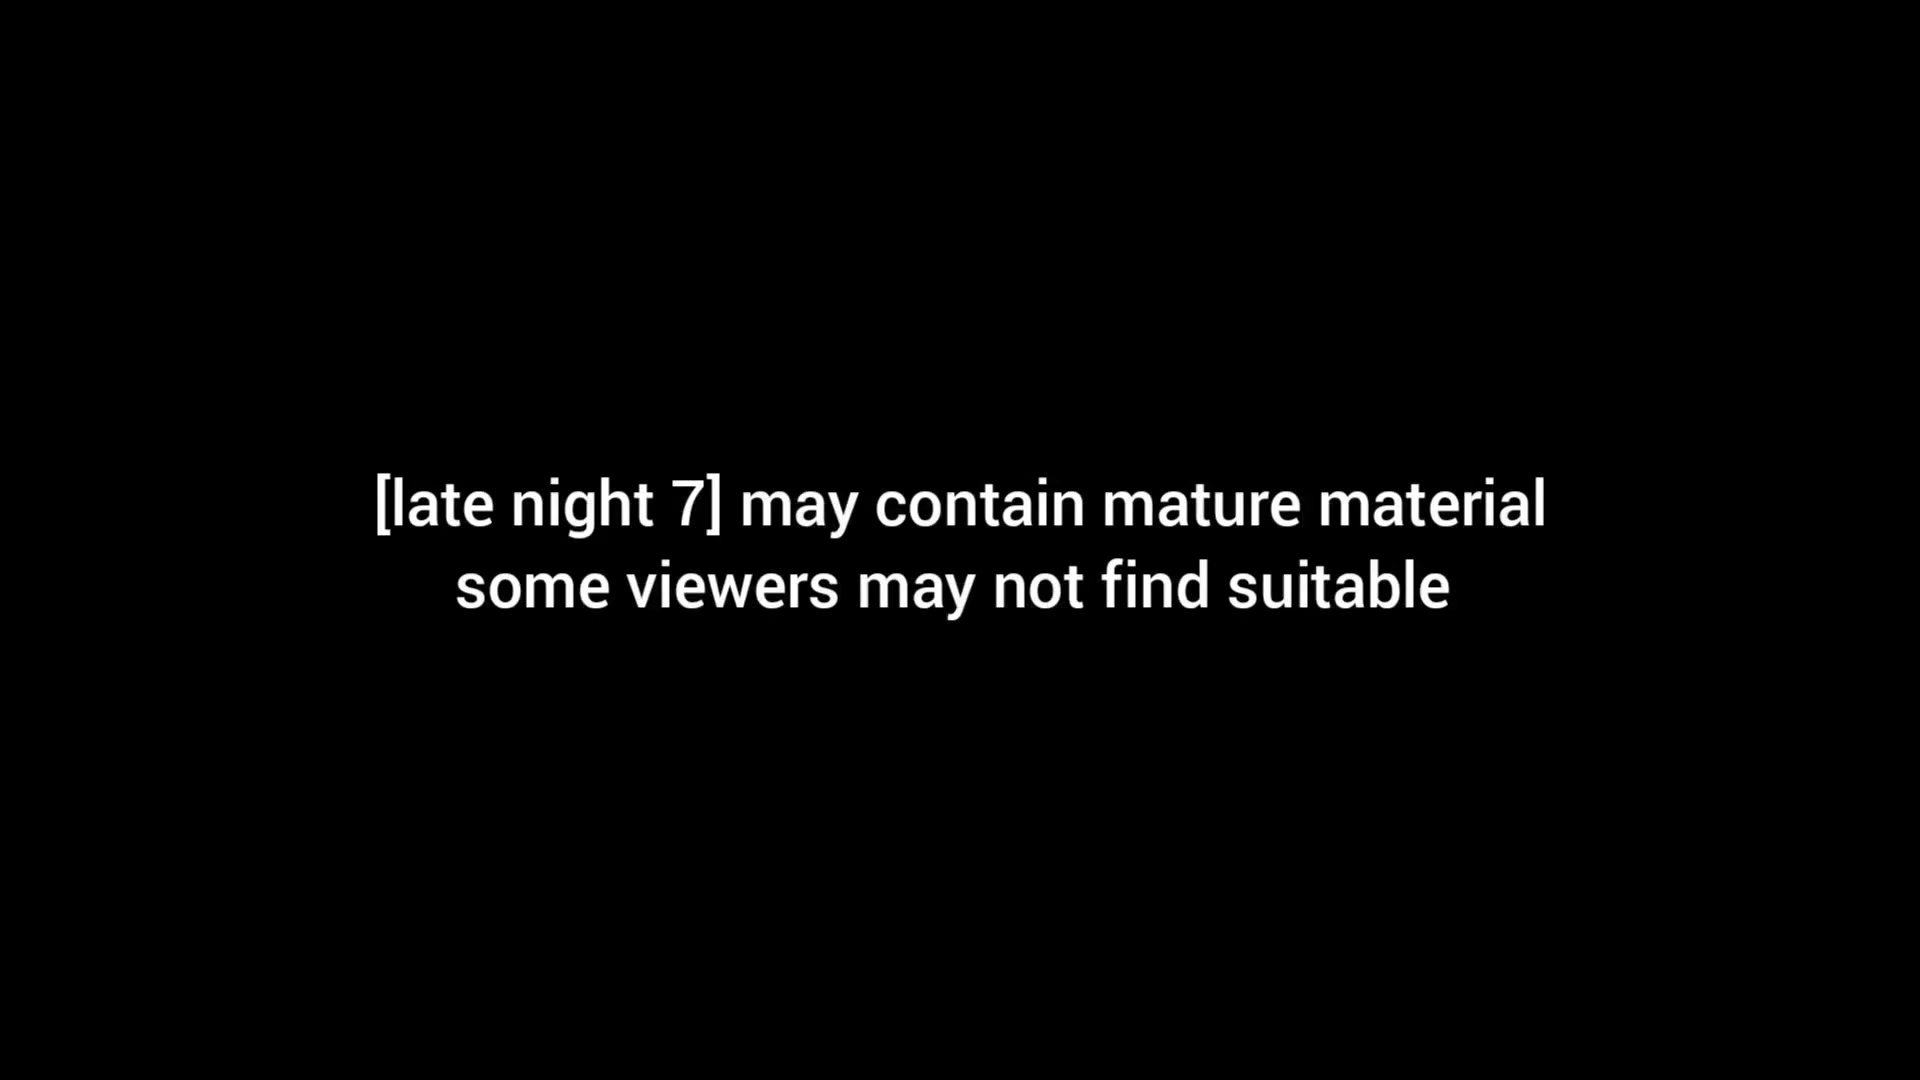 [late night 7] may contain mature material
some viewers may not find suitable